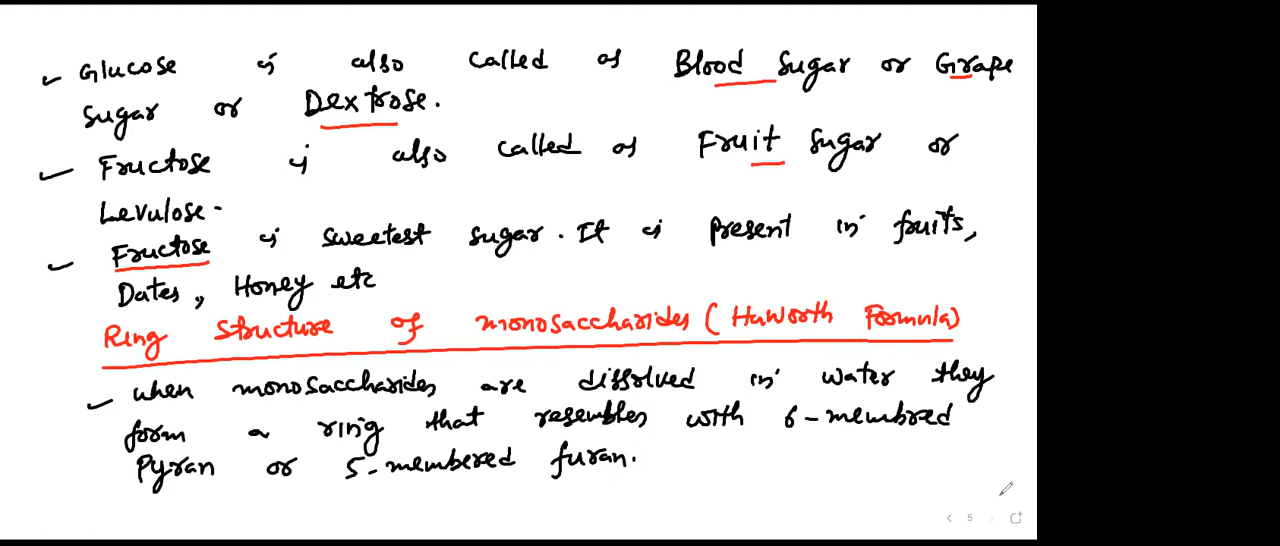 Glucose is also called as Blood Sugar or Grape
Sugar or Dextrose.
Fructose is also called as Fruit Sugar or
Levulose.
Fructose is sweetest sugar. It is present in fruits,
Dates, Honey etc
Ring Structure of monosaccharides (Haworth Formula)
when monosaccharides are dissolved in water they
form a ring that resembles with 6-membred
Pyran or 5-membered furan.
5